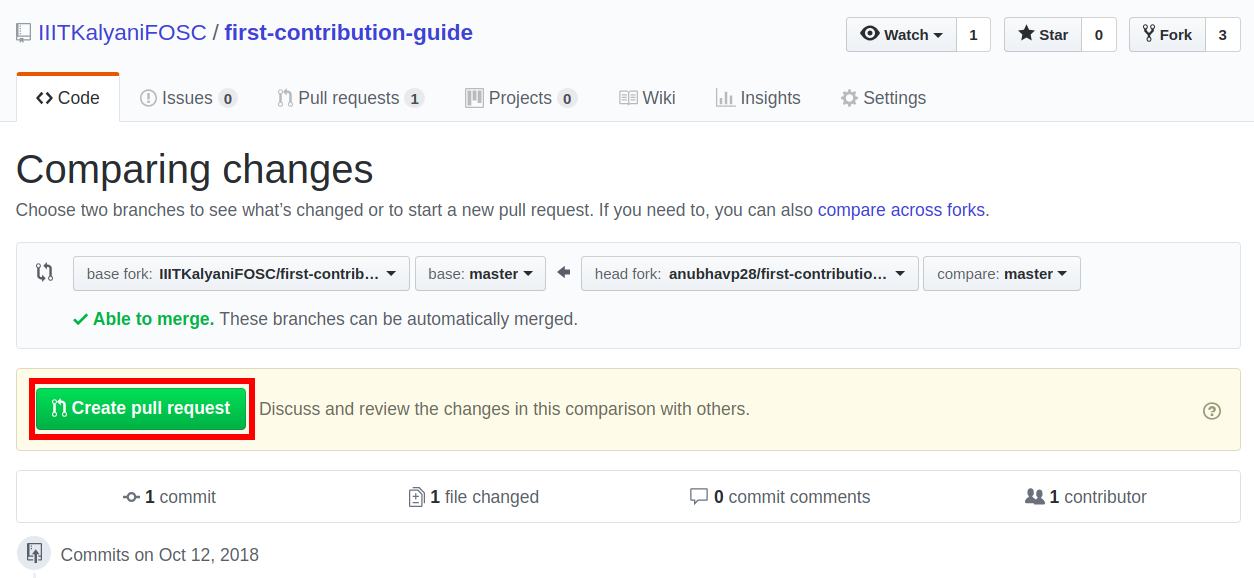 IIITKalyaniFOSC / first-contribution-guide
Watch 1 Star 0 Fork 3
Code Issues 0 Pull requests 1 Projects 0 Wiki Insights Settings
Comparing changes
Choose two branches to see what’s changed or to start a new pull request. If you need to, you can also compare across forks.
base fork: IIITKalyaniFOSC/first-contrib… base: master head fork: anubhavp28/first-contributio… compare: master
Able to merge. These branches can be automatically merged.
Create pull request Discuss and review the changes in this comparison with others.
1 commit 1 file changed 0 commit comments 1 contributor
Commits on Oct 12, 2018